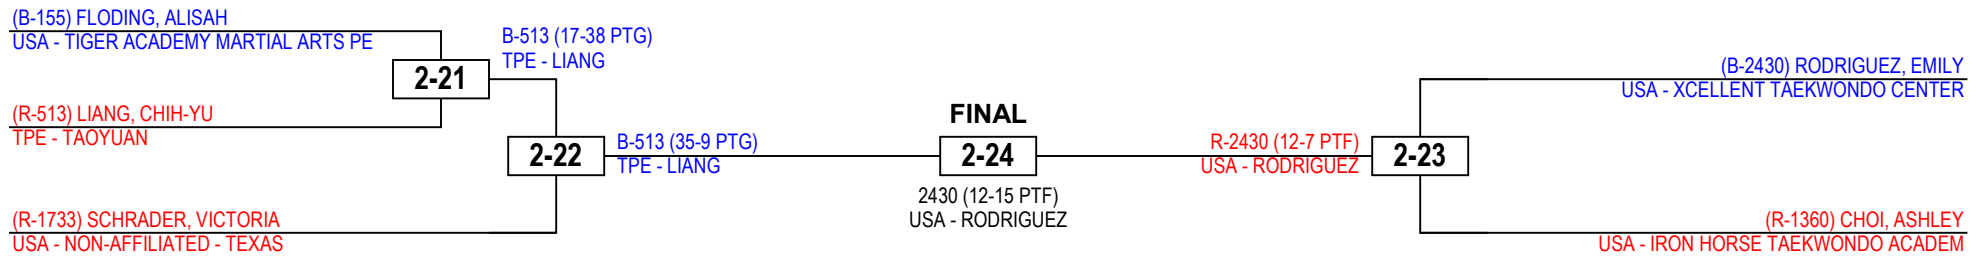 (B-155) FLODING, ALISAH
USA - TIGER ACADEMY MARTIAL ARTS PE
2-21
(R-513) LIANG, CHIH-YU
TPE - TAOYUAN
B-513 (17-38 PTG)
TPE - LIANG
2-22
(R-1733) SCHRADER, VICTORIA
USA - NON-AFFILIATED - TEXAS
B-513 (35-9 PTG)
TPE - LIANG
FINAL
2-24
2430 (12-15 PTF)
USA - RODRIGUEZ
R-2430 (12-7 PTF)
USA - RODRIGUEZ
2-23
(B-2430) RODRIGUEZ, EMILY
USA - XCELLENT TAEKWONDO CENTER
(R-1360) CHOI, ASHLEY
USA - IRON HORSE TAEKWONDO ACADEM